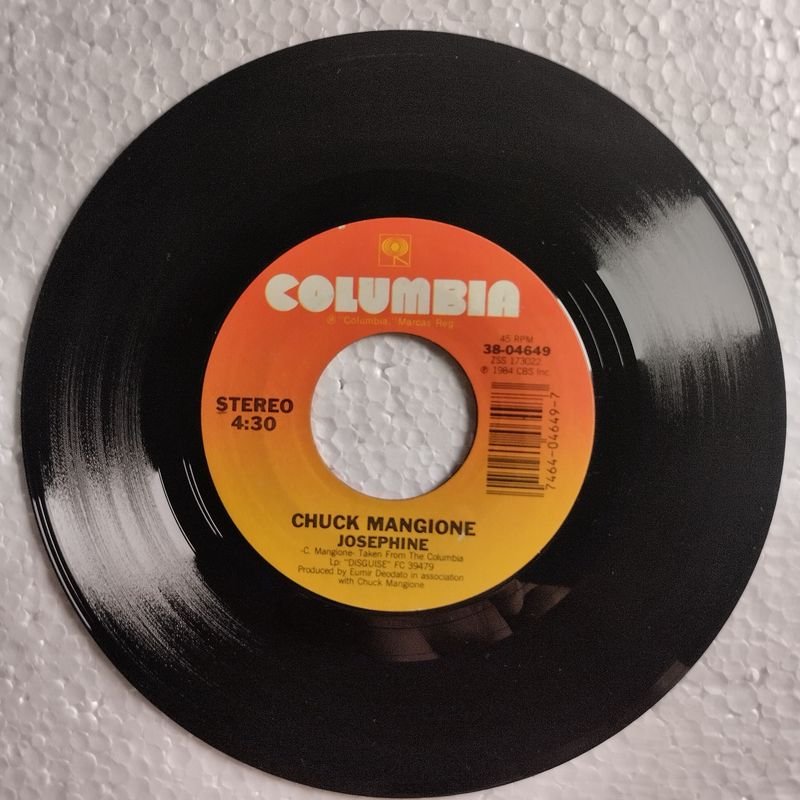 COLUMBIA
® "Columbia," Marcas Reg.
45 RPM
38-04649
ZSS 173022
℗ 1984 CBS Inc.
STEREO
4:30
7464-04649-7
CHUCK MANGIONE
JOSEPHINE
-C. Mangione- Taken From The Columbia
Lp: "DISGUISE" FC 39479
Produced by Eumir Deodato in association
with Chuck Mangione